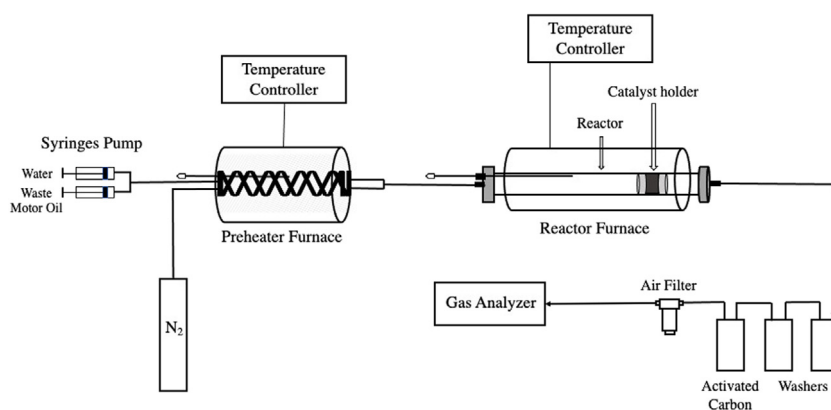 Temperature
Controller
Temperature
Controller
Catalyst holder
Reactor
Syringes Pump
Water
Waste
Motor Oil
Preheater Furnace
Reactor Furnace
N₂
Gas Analyzer
Air Filter
Activated
Carbon
Washers